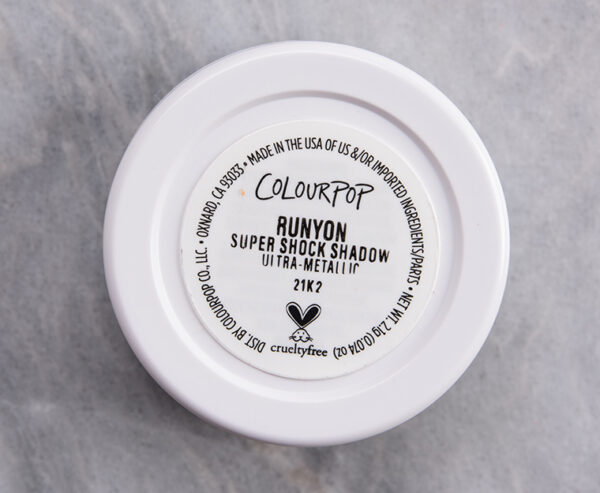 COLOURPOP
RUNYON
SUPER SHOCK SHADOW
ULTRA-METALLIC
21K2
crueltyfree
DIST. BY COLOURPOP CO., LLC. • OXNARD, CA 93033 • MADE IN THE USA OF US &/OR IMPORTED INGREDIENTS/PARTS • NET WT. 2.1g (0.074 oz)